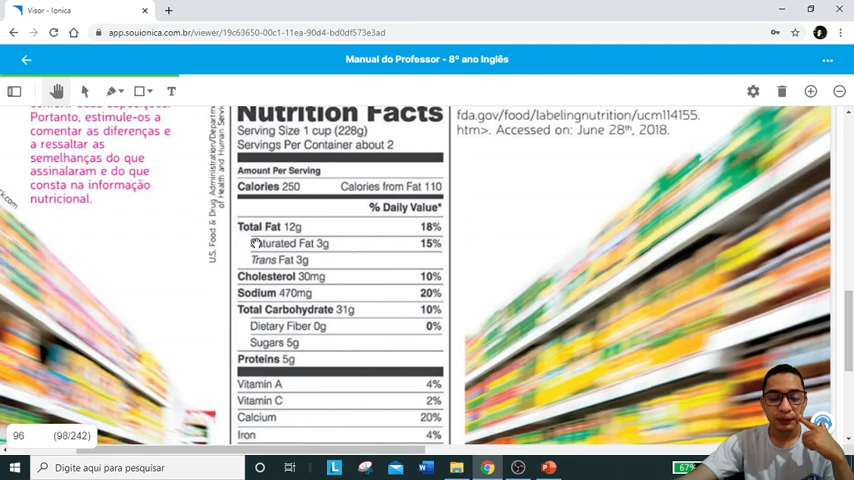 Visor - Ionica
app.souionica.com.br/viewer/19c63650-00c1-11ea-90d4-bd0df573e3ad
Manual do Professor - 8º ano Inglês
Portanto, estimule-os a
comentar as diferenças e
a ressaltar as
semelhanças do que
assinalaram e do que
consta na informação
nutricional.
U.S. Food & Drug Administration/Department
of Health and Human
Nutrition Facts
Serving Size 1 cup (228g)
Servings Per Container about 2
Amount Per Serving
Calories 250 Calories from Fat 110
% Daily Value*
Total Fat 12g 18%
Saturated Fat 3g 15%
Trans Fat 3g
Cholesterol 30mg 10%
Sodium 470mg 20%
Total Carbohydrate 31g 10%
Dietary Fiber 0g 0%
Sugars 5g
Proteins 5g
Vitamin A 4%
Vitamin C 2%
Calcium 20%
Iron 4%
fda.gov/food/labelingnutrition/ucm114155.
htm>. Accessed on: June 28th, 2018.
96 (98/242)
Digite aqui para pesquisar
67%